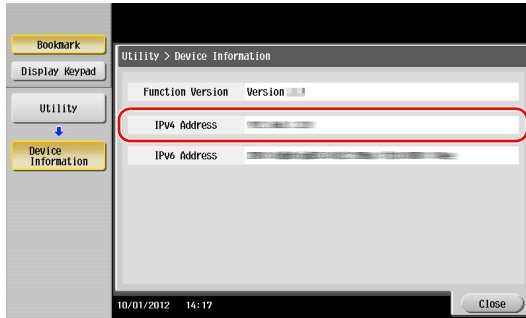 Bookmark
Display Keypad
Utility
Device
Information
Utility > Device Information
Function Version Version
IPv4 Address
IPv6 Address
10/01/2012 14:17
Close